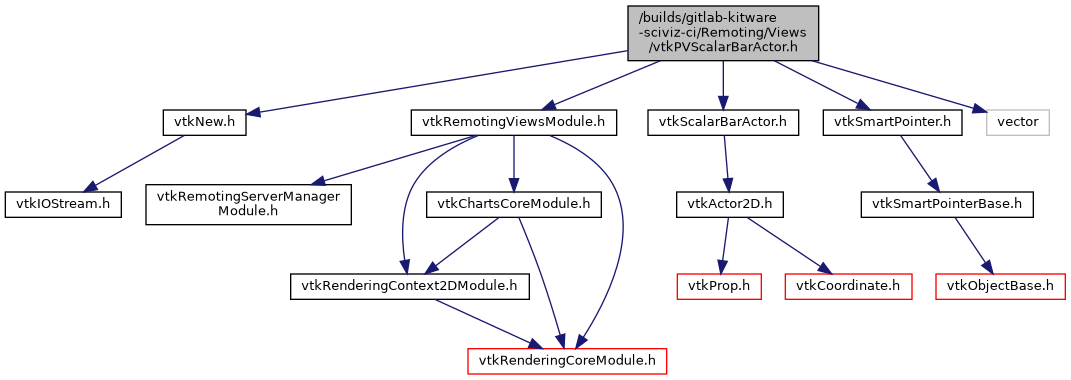 /builds/gitlab-kitware
-sciviz-ci/Remoting/Views
/vtkPVScalarBarActor.h
vtkNew.h
vtkRemotingViewsModule.h
vtkScalarBarActor.h
vtkSmartPointer.h
vector
vtkIOStream.h
vtkRemotingServerManager
Module.h
vtkChartsCoreModule.h
vtkActor2D.h
vtkSmartPointerBase.h
vtkRenderingContext2DModule.h
vtkProp.h
vtkCoordinate.h
vtkObjectBase.h
vtkRenderingCoreModule.h